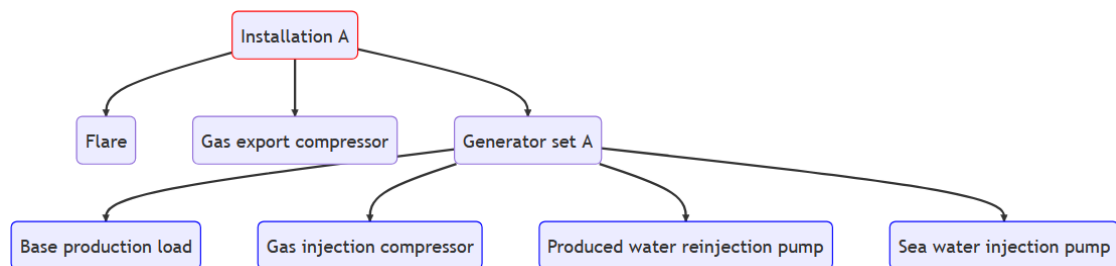 Installation A
Flare
Gas export compressor
Generator set A
Base production load
Gas injection compressor
Produced water reinjection pump
Sea water injection pump